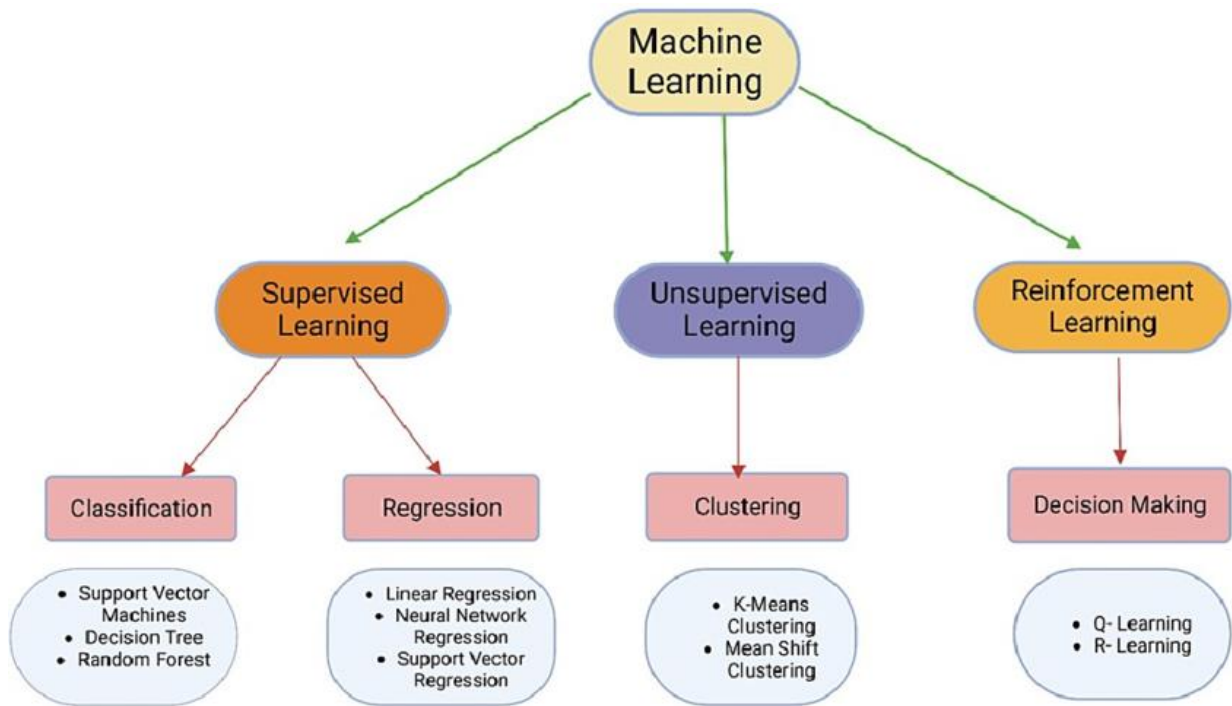 Machine
Learning
Supervised
Learning
Unsupervised
Learning
Reinforcement
Learning
Classification
Regression
Clustering
Decision Making
• Support Vector
Machines
• Decision Tree
• Random Forest
• Linear Regression
• Neural Network
Regression
• Support Vector
Regression
• K-Means
Clustering
• Mean Shift
Clustering
• Q- Learning
• R- Learning